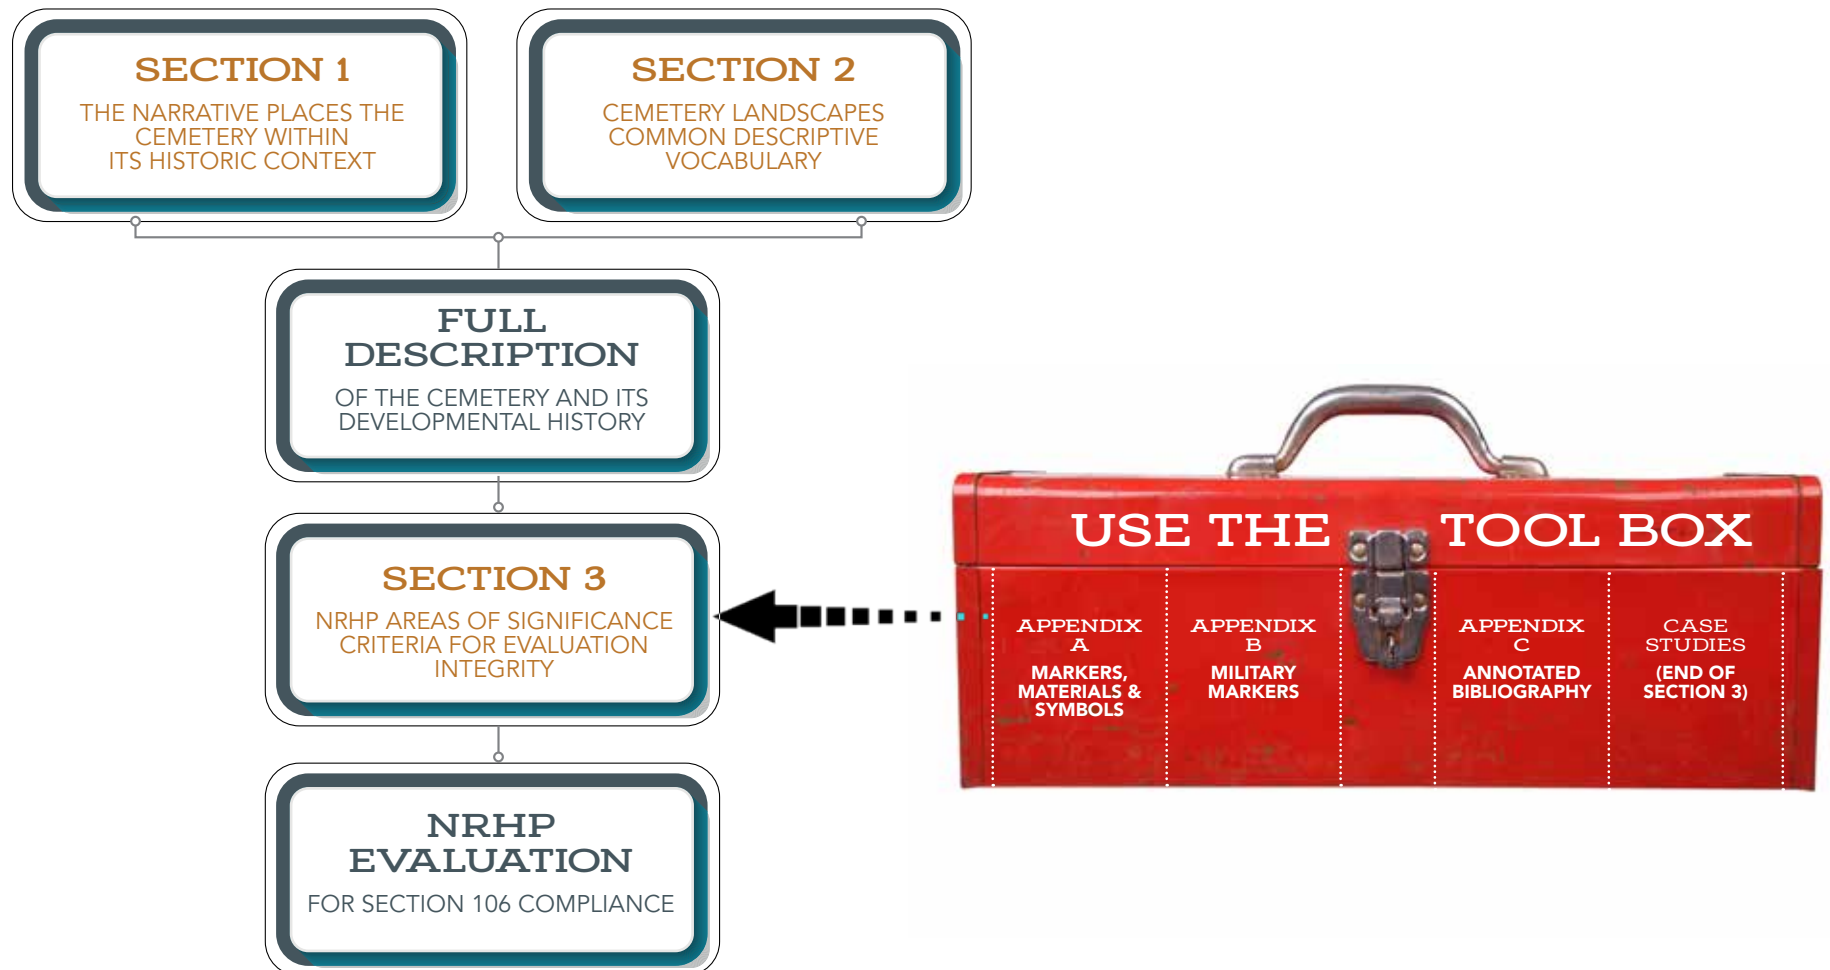 SECTION 1
THE NARRATIVE PLACES THE
CEMETERY WITHIN
ITS HISTORIC CONTEXT
SECTION 2
CEMETERY LANDSCAPES
COMMON DESCRIPTIVE
VOCABULARY
FULL
DESCRIPTION
OF THE CEMETERY AND ITS
DEVELOPMENTAL HISTORY
SECTION 3
NRHP AREAS OF SIGNIFICANCE
CRITERIA FOR EVALUATION
INTEGRITY
NRHP
EVALUATION
FOR SECTION 106 COMPLIANCE
USE THE TOOL BOX
APPENDIX
A
MARKERS,
MATERIALS &
SYMBOLS
APPENDIX
B
MILITARY
MARKERS
APPENDIX
C
ANNOTATED
BIBLIOGRAPHY
CASE
STUDIES
(END OF
SECTION 3)